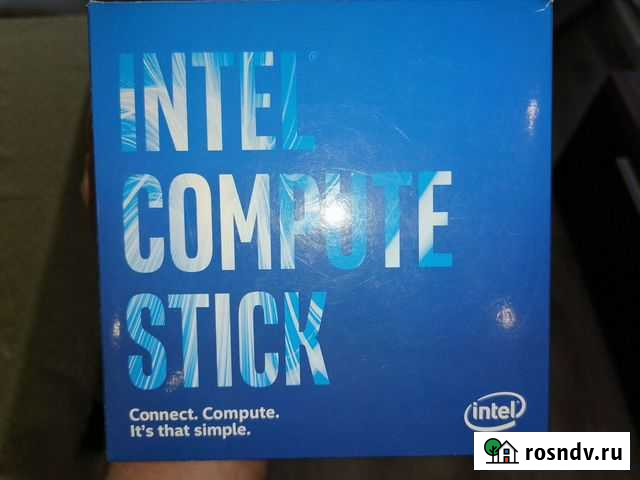 INTEL®
COMPUTE
STICK
Connect. Compute.
It's that simple.
intel
rosndv.ru